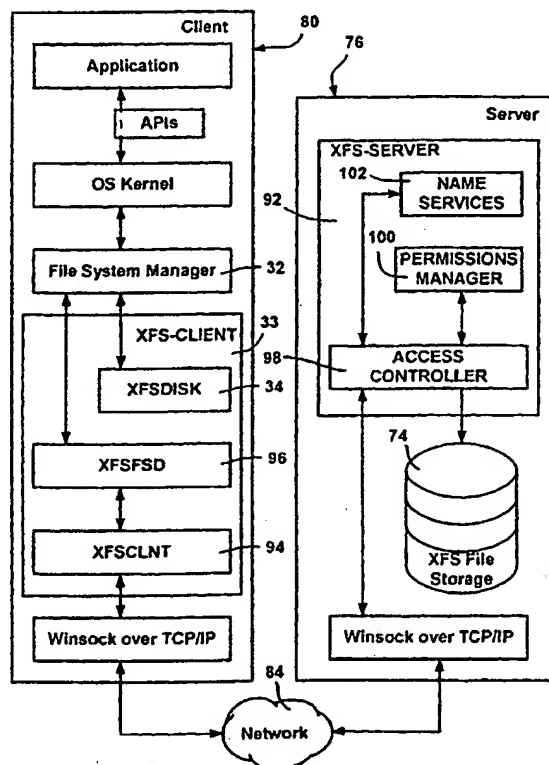 Client
80
Application
APIs
OS Kernel
File System Manager
32
33
XFS-CLIENT
XFSDISK
34
XFSFSD
96
XFSCLNT
94
Winsock over TCP/IP
76
Server
XFS-SERVER
102
NAME
SERVICES
92
100
PERMISSIONS
MANAGER
98
ACCESS
CONTROLLER
74
XFS File
Storage
Winsock over TCP/IP
84
Network